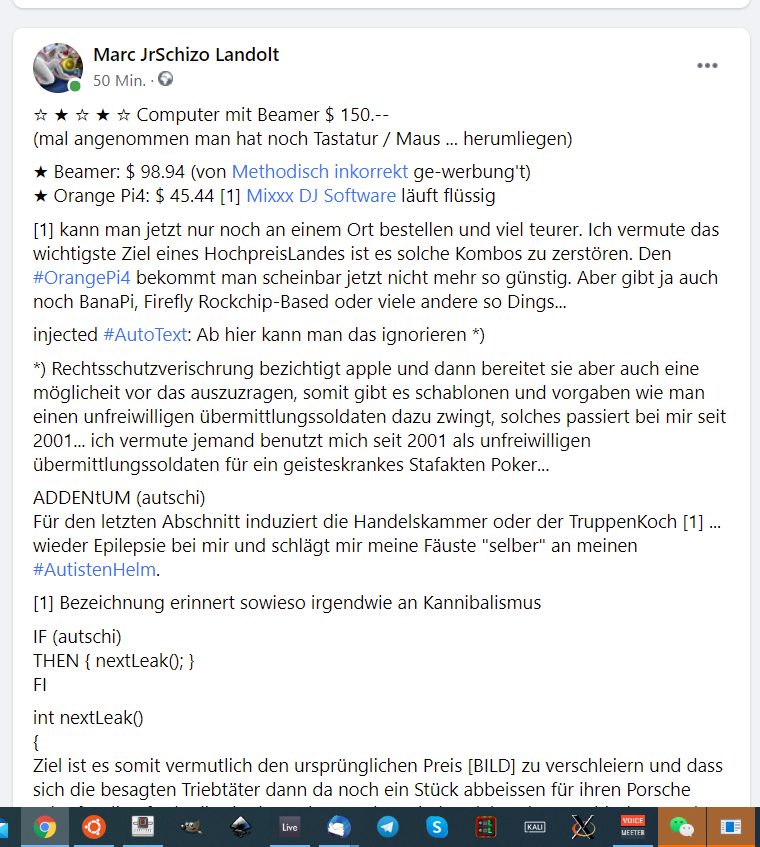 Marc JrSchizo Landolt
50 Min. ·
☆ ★ ☆ ★ ☆ Computer mit Beamer $ 150.--
(mal angenommen man hat noch Tastatur / Maus ... herumliegen)
★ Beamer: $ 98.94 (von Methodisch inkorrekt ge-werbung't)
★ Orange Pi4: $ 45.44 [1] Mixxx DJ Software läuft flüssig
[1] kann man jetzt nur noch an einem Ort bestellen und viel teurer. Ich vermute das
wichtigste Ziel eines HochpreisLandes ist es solche Kombos zu zerstören. Den
#OrangePi4 bekommt man scheinbar jetzt nicht mehr so günstig. Aber gibt ja auch
noch BanaPi, Firefly Rockchip-Based oder viele andere so Dings...
injected #AutoText: Ab hier kann man das ignorieren *)
*) Rechtsschutzverischrung bezichtigt apple und dann bereitet sie aber auch eine
möglicheit vor das auszuzragen, somit gibt es schablonen und vorgaben wie man
einen unfreiwilligen übermittlungssoldaten dazu zwingt, solches passiert bei mir seit
2001... ich vermute jemand benutzt mich seit 2001 als unfreiwilligen
übermittlungssoldaten für ein geisteskrankes Stafakten Poker...
ADDENtUM (autschi)
Für den letzten Abschnitt induziert die Handelskammer oder der TruppenKoch [1] ...
wieder Epilepsie bei mir und schlägt mir meine Fäuste "selber" an meinen
#AutistenHelm.
[1] Bezeichnung erinnert sowieso irgendwie an Kannibalismus
IF (autschi)
THEN { nextLeak(); }
FI
int nextLeak()
{
Ziel ist es somit vermutlich den ursprünglichen Preis [BILD] zu verschleiern und dass
sich die besagten Triebtäter dann da noch ein Stück abbeissen für ihren Porsche
Live
KALI
VOICE
MEETER